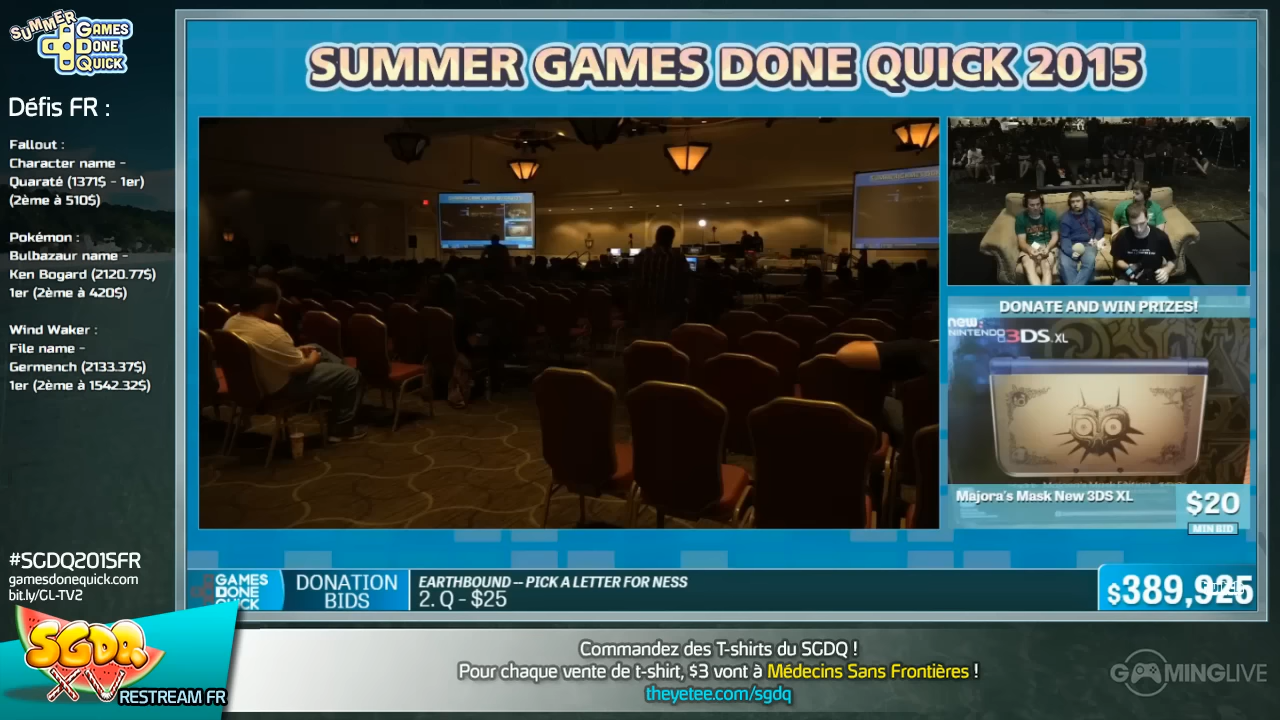 SUMMER
GAMES
DONE
QUICK
SUMMER GAMES DONE QUICK 2015
Défis FR :
Fallout :
Character name -
Quaraté (1371$ - 1er)
(2ème à 510$)
Pokémon :
Bulbazaur name -
Ken Bogard (2120.77$)
1er (2ème à 420$)
Wind Waker :
File name -
Germench (2133.37$)
1er (2ème à 1542.32$)
DONATE AND WIN PRIZES!
new
NINTENDO
3DS XL
Majora's Mask New 3DS XL
$20
MIN BID
#SGDQ2015FR
gamesdonequick.com
bit.ly/GL-TV2
GAMES
DONE
QUICK
DONATION
BIDS
EARTHBOUND -- PICK A LETTER FOR NESS
2. Q - $25
$389,925
SGDQ
XV
RESTREAM FR
Commandez des T-shirts du SGDQ !
Pour chaque vente de t-shirt, $3 vont à Médecins Sans Frontières !
theyetee.com/sgdq
GAMINGLIVE